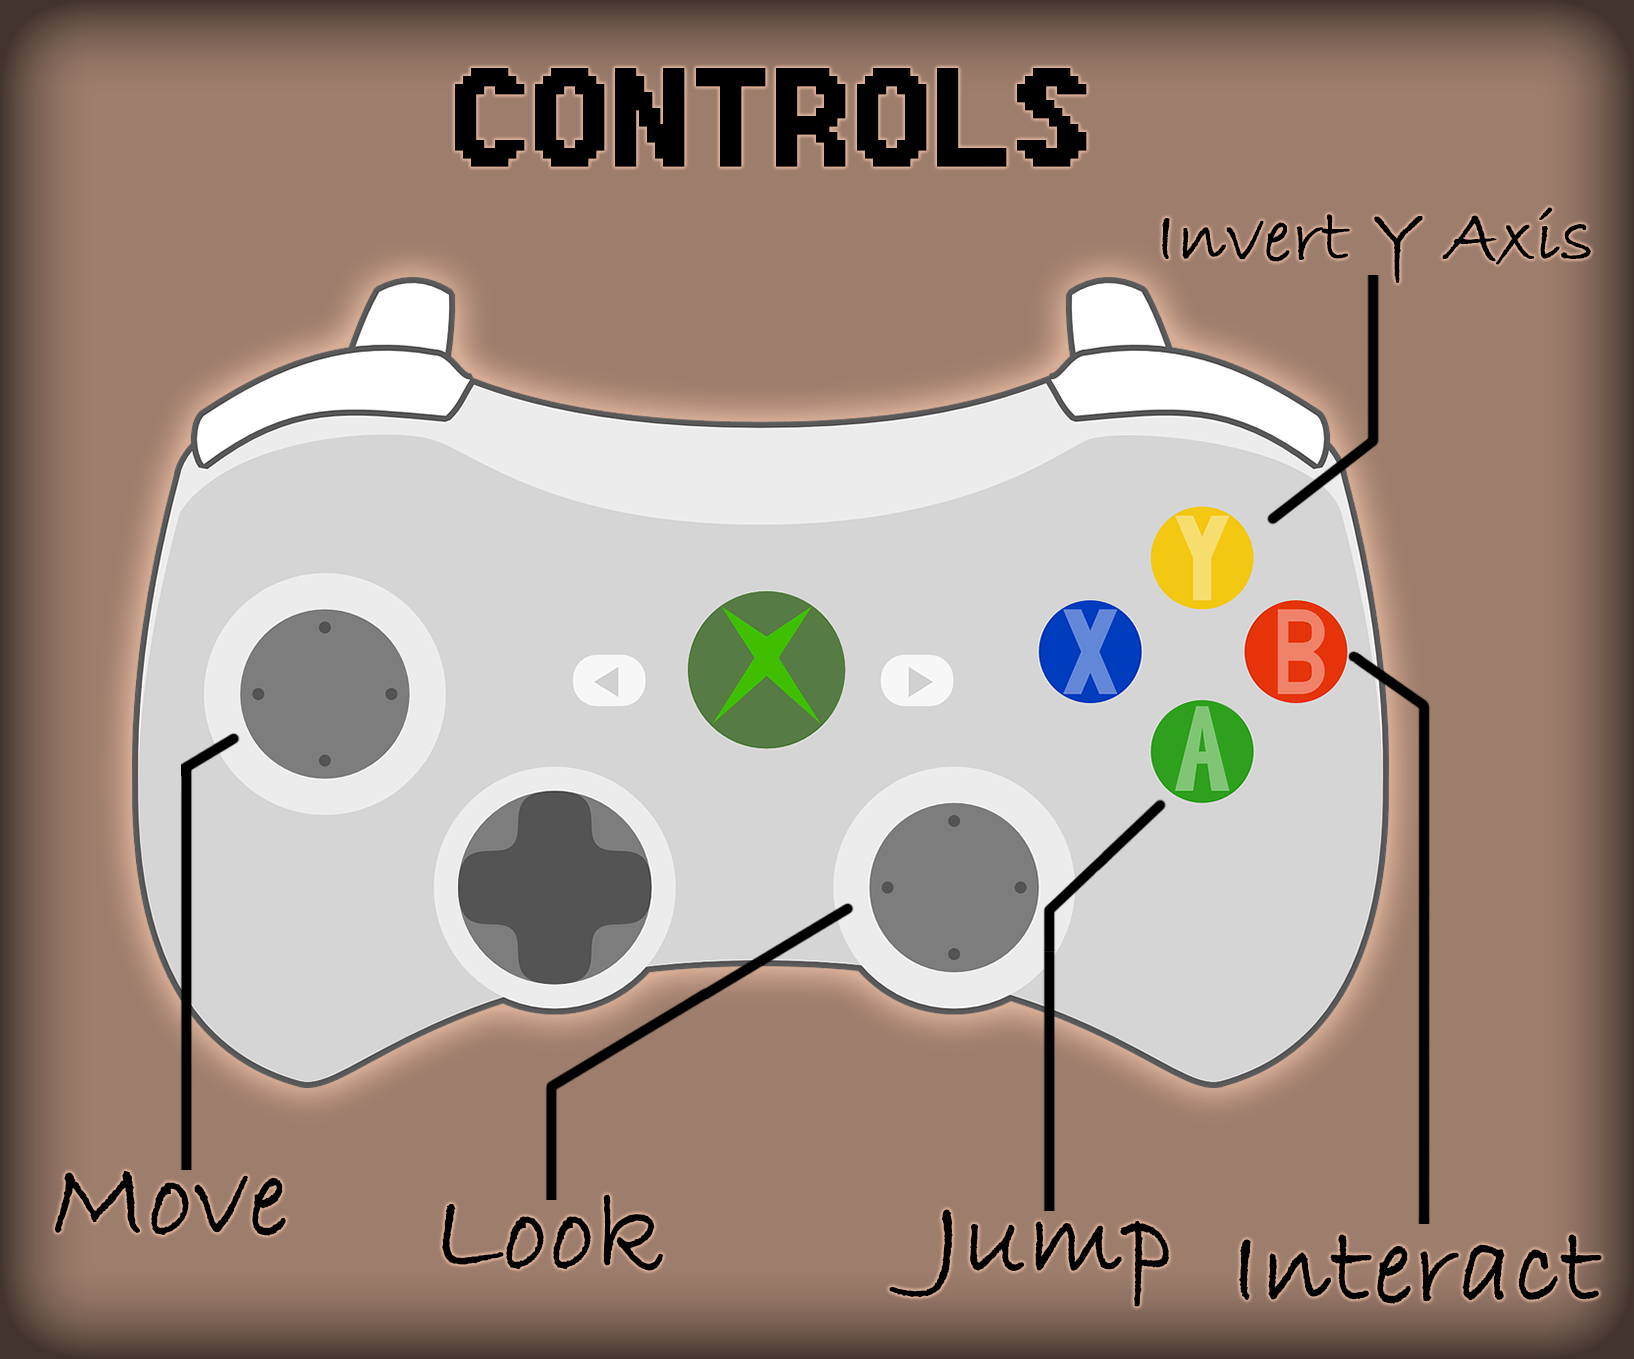 CONTROLS
Invert Y Axis
Y
X
B
A
Move
Look
Jump
Interact